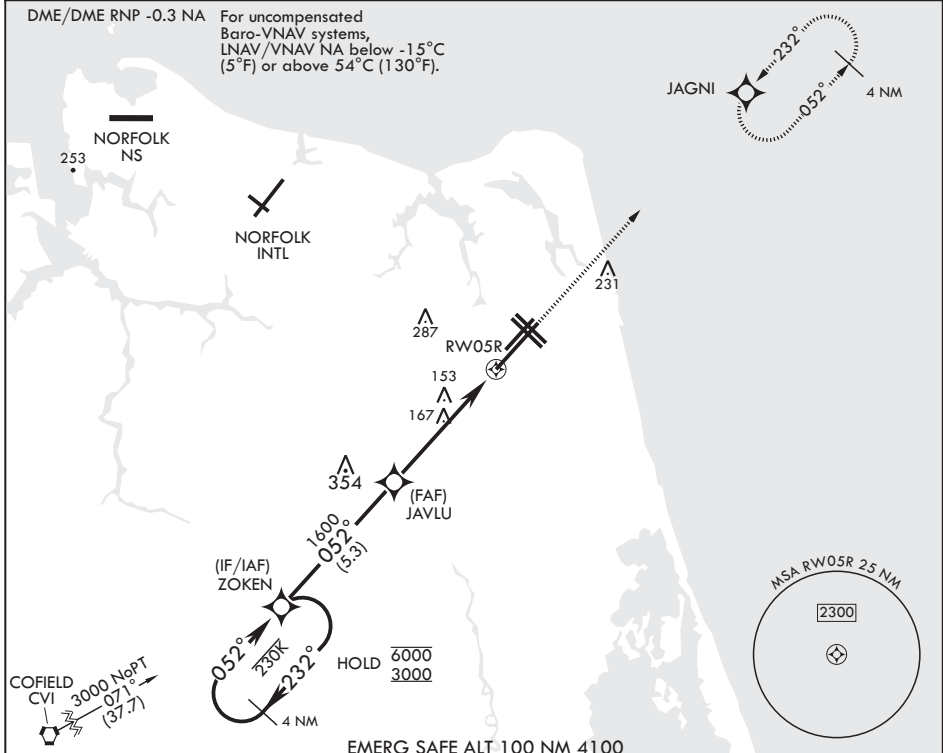 DME/DME RNP -0.3 NA
For uncompensated
Baro-VNAV systems,
LNAV/VNAV NA below -15°C
(5°F) or above 54°C (130°F).
232°
JAGNI
052°
4 NM
NORFOLK
NS
253
NORFOLK
INTL
231
287
RW05R
153
167
354
(FAF)
JAVLU
1600
052°
(5.3)
(IF/IAF)
ZOKEN
052°
230K
232°
4 NM
HOLD
6000
3000
COFIELD
CVI
3000 NoPT
071°
(37.7)
MSA RW05R 25 NM
2300
EMERG SAFE ALT 100 NM 4100